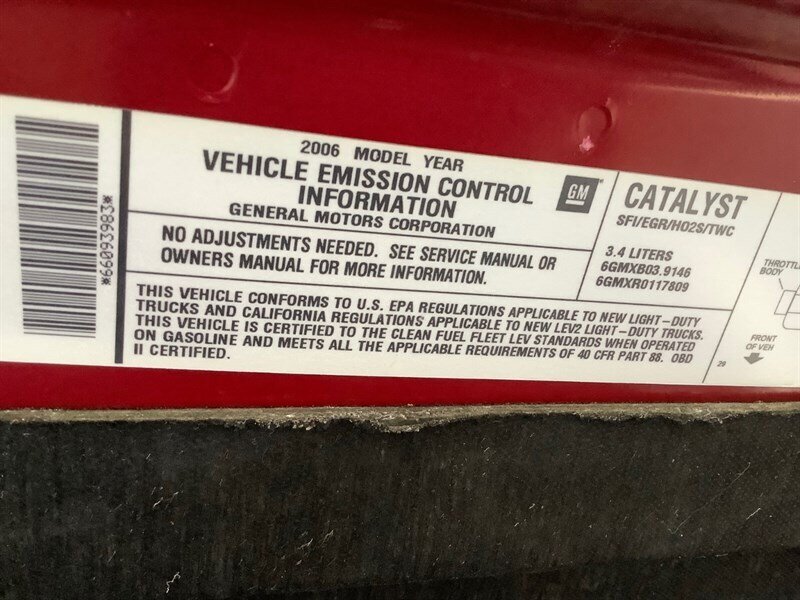 *66093983*
2006 MODEL YEAR
VEHICLE EMISSION CONTROL
INFORMATION
GENERAL MOTORS CORPORATION
GM
NO ADJUSTMENTS NEEDED. SEE SERVICE MANUAL OR
OWNERS MANUAL FOR MORE INFORMATION.
THIS VEHICLE CONFORMS TO U.S. EPA REGULATIONS APPLICABLE TO NEW LIGHT-DUTY
TRUCKS AND CALIFORNIA REGULATIONS APPLICABLE TO NEW LEV2 LIGHT-DUTY TRUCKS.
THIS VEHICLE IS CERTIFIED TO THE CLEAN FUEL FLEET LEV STANDARDS WHEN OPERATED
ON GASOLINE AND MEETS ALL THE APPLICABLE REQUIREMENTS OF 40 CFR PART 88. OBD
II CERTIFIED.
CATALYST
SFI/EGR/HO2S/TWC
3.4 LITERS
6GMXB03.9146
6GMXR0117809
29
THROTTL
BODY
FRONT
OF VEH